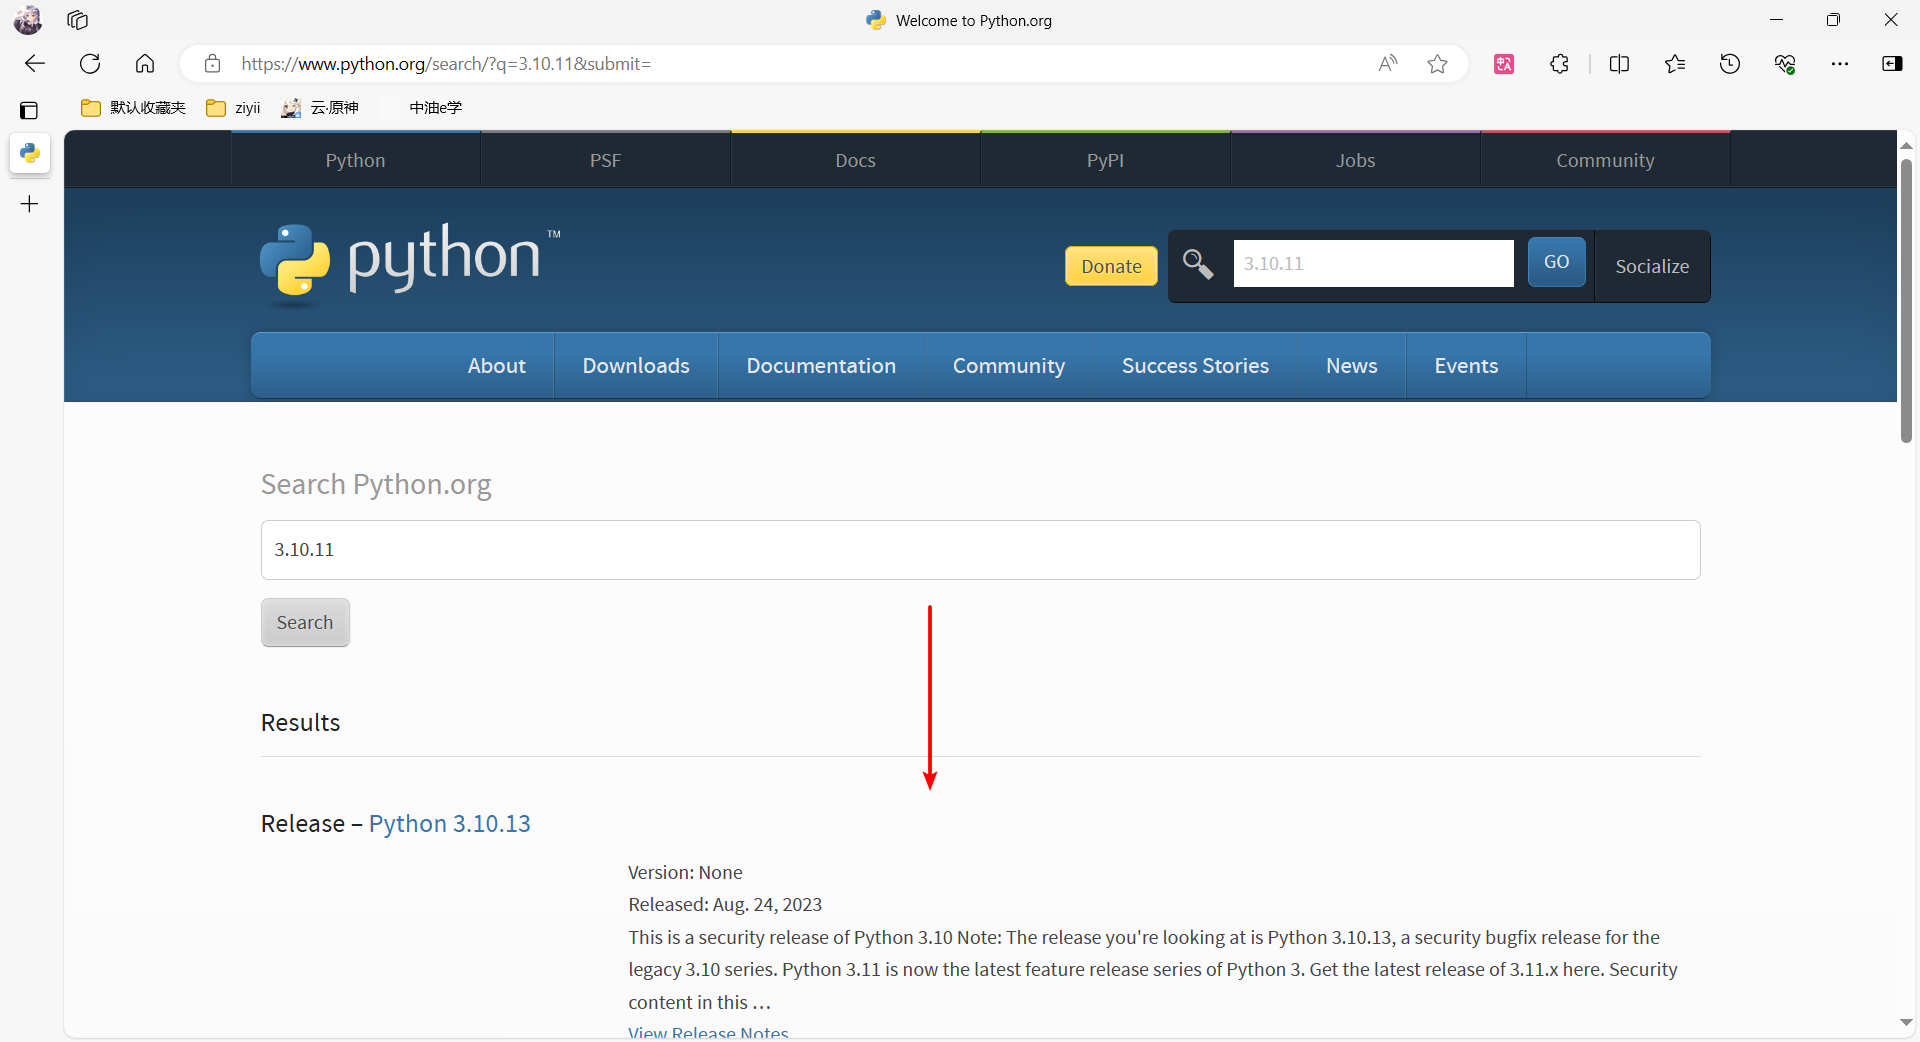 Welcome to Python.org
https://www.python.org/search/?q=3.10.11&submit=
默认收藏夹 ziyii 云·原神 中油e学
Python PSF Docs PyPI Jobs Community
python™
Donate 3.10.11 GO Socialize
About Downloads Documentation Community Success Stories News Events
Search Python.org
3.10.11
Search
Results
Release – Python 3.10.13
Version: None
Released: Aug. 24, 2023
This is a security release of Python 3.10 Note: The release you're looking at is Python 3.10.13, a security bugfix release for the
legacy 3.10 series. Python 3.11 is now the latest feature release series of Python 3. Get the latest release of 3.11.x here. Security
content in this …
View Release Notes